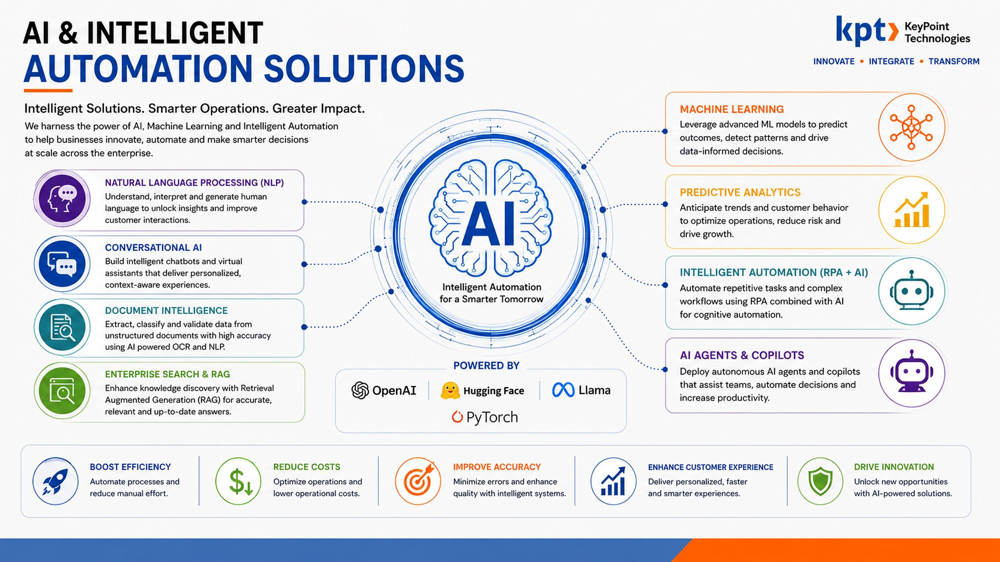 AI & INTELLIGENT
AUTOMATION SOLUTIONS
kpt KeyPoint
Technologies
INNOVATE • INTEGRATE • TRANSFORM
Intelligent Solutions. Smarter Operations. Greater Impact.
We harness the power of AI, Machine Learning and Intelligent Automation
to help businesses innovate, automate and make smarter decisions
at scale across the enterprise.
NATURAL LANGUAGE PROCESSING (NLP)
Understand, interpret and generate human
language to unlock insights and improve
customer interactions.
CONVERSATIONAL AI
Build intelligent chatbots and virtual
assistants that deliver personalized,
context-aware experiences.
DOCUMENT INTELLIGENCE
Extract, classify and validate data from
unstructured documents with high accuracy
using AI powered OCR and NLP.
ENTERPRISE SEARCH & RAG
Enhance knowledge discovery with Retrieval
Augmented Generation (RAG) for accurate,
relevant and up-to-date answers.
AI
Intelligent Automation
for a Smarter Tomorrow
POWERED BY
OpenAI
Hugging Face
Llama
PyTorch
MACHINE LEARNING
Leverage advanced ML models to predict
outcomes, detect patterns and drive
data-informed decisions.
PREDICTIVE ANALYTICS
Anticipate trends and customer behavior
to optimize operations, reduce risk and
drive growth.
INTELLIGENT AUTOMATION (RPA + AI)
Automate repetitive tasks and complex
workflows using RPA combined with AI
for cognitive automation.
AI AGENTS & COPILOTS
Deploy autonomous AI agents and copilots
that assist teams, automate decisions and
increase productivity.
BOOST EFFICIENCY
Automate processes and
reduce manual effort.
REDUCE COSTS
Optimize operations and
lower operational costs.
IMPROVE ACCURACY
Minimize errors and enhance
quality with intelligent systems.
ENHANCE CUSTOMER EXPERIENCE
Deliver personalized, faster
and smarter experiences.
DRIVE INNOVATION
Unlock new opportunities
with AI-powered solutions.